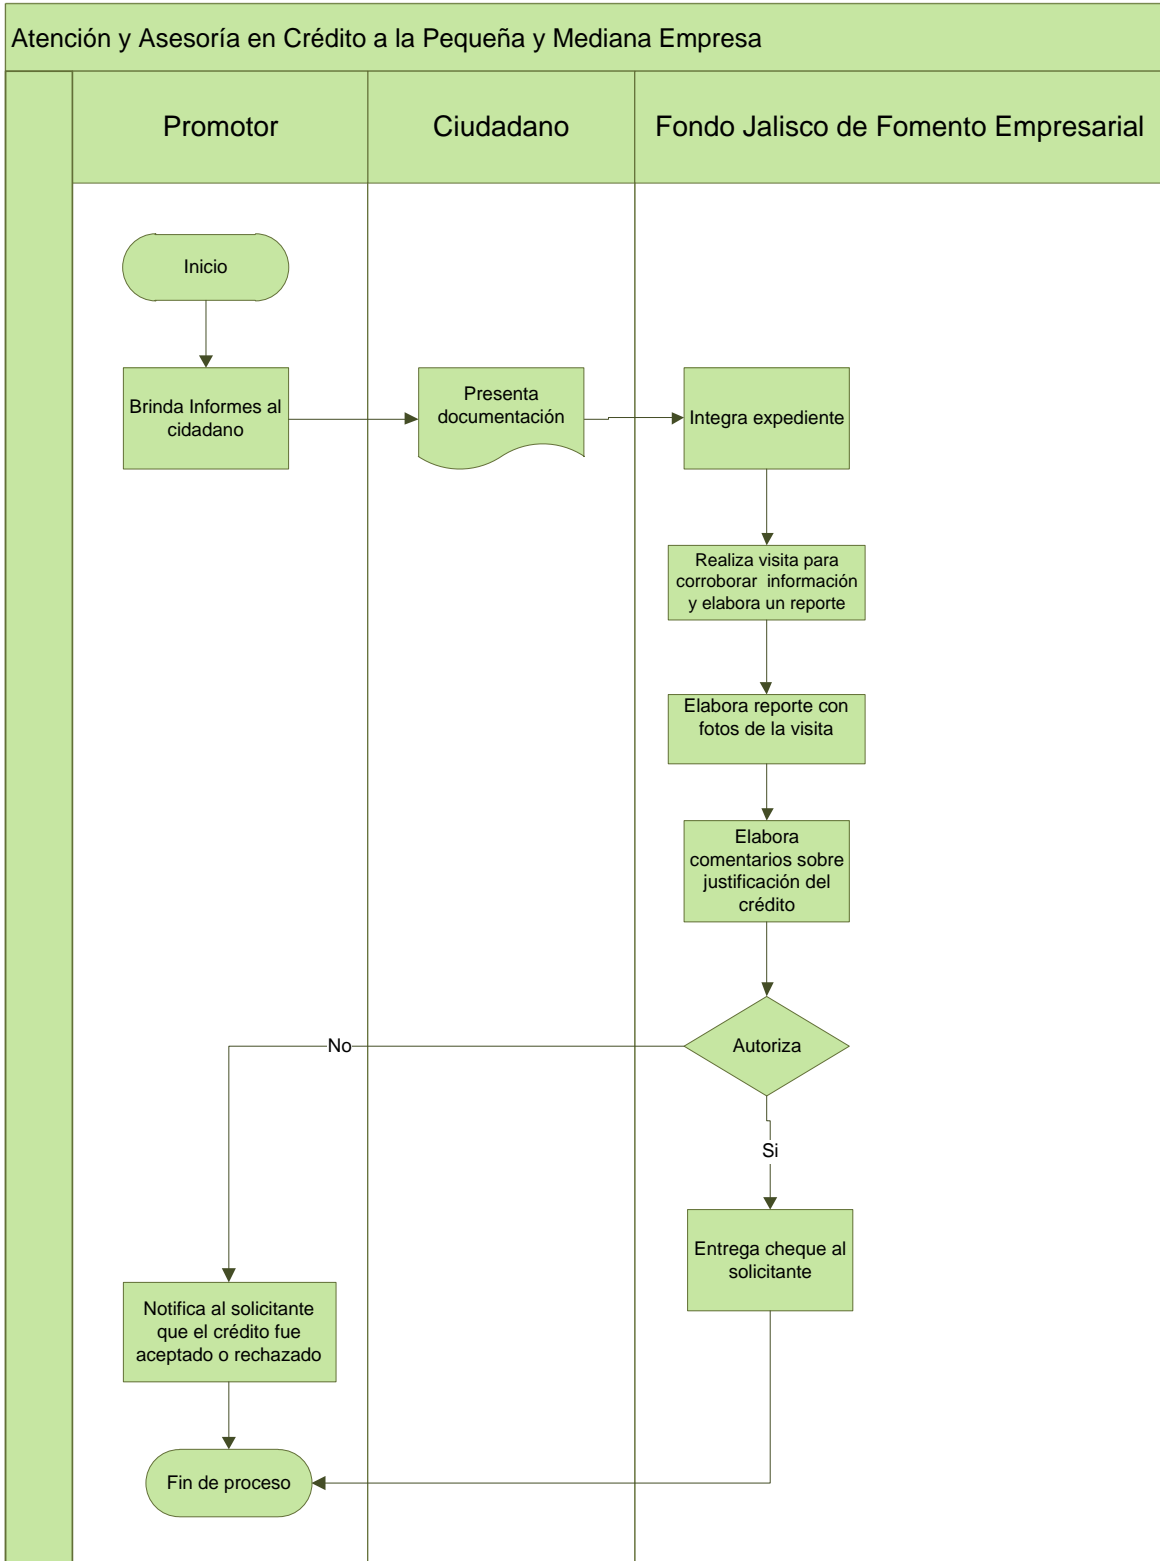 Atención y Asesoría en Crédito a la Pequeña y Mediana Empresa
Promotor
Ciudadano
Fondo Jalisco de Fomento Empresarial
Inicio
Brinda Informes al
cidadano
Presenta
documentación
Integra expediente
Realiza visita para
corroborar información
y elabora un reporte
Elabora reporte con
fotos de la visita
Elabora
comentarios sobre
justificación del
crédito
Autoriza
No
Si
Entrega cheque al
solicitante
Notifica al solicitante
que el crédito fue
aceptado o rechazado
Fin de proceso